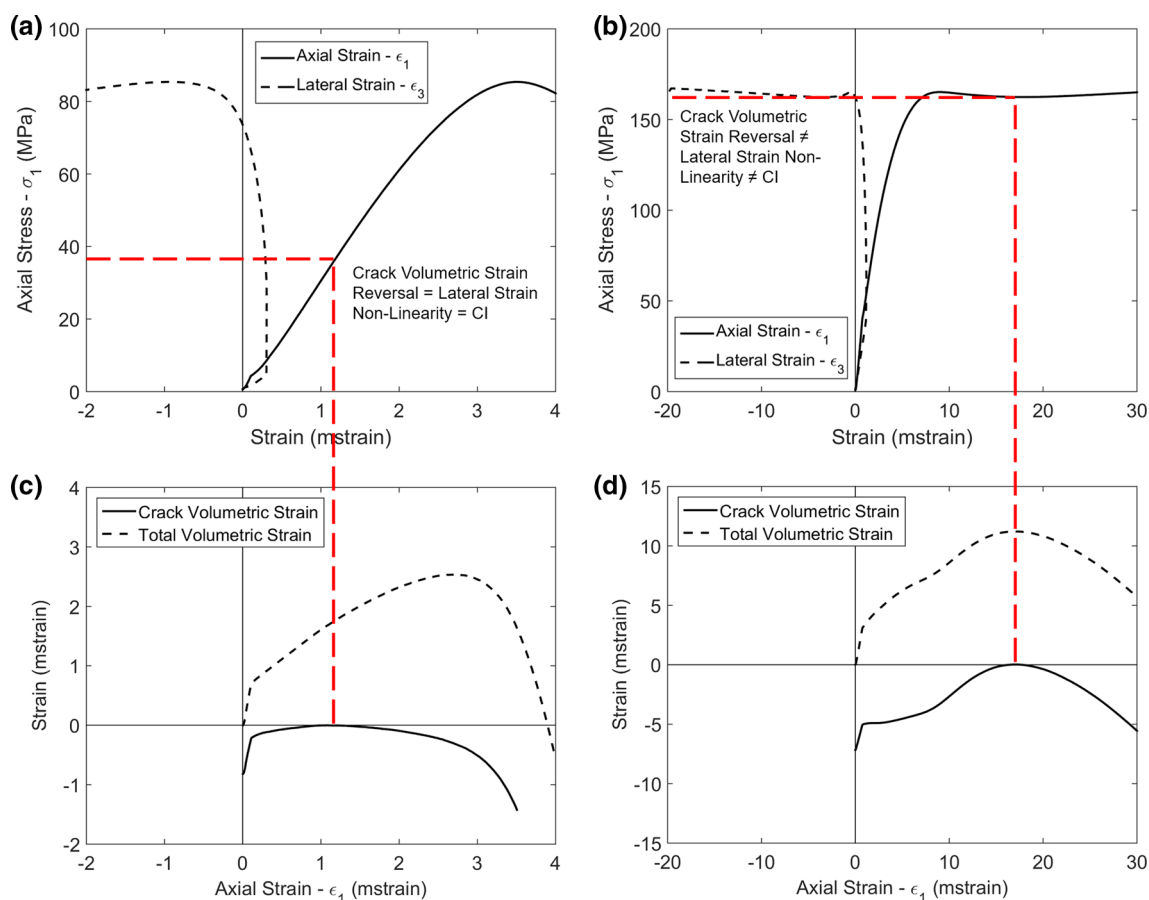 (a)
100
80
60
40
20
0
Axial Stress - σ1 (MPa)
Axial Strain - ϵ1
Lateral Strain - ϵ3
Crack Volumetric Strain
Reversal = Lateral Strain
Non-Linearity = CI
-2 -1 0 1 2 3 4
Strain (mstrain)
(b)
200
150
100
50
0
Axial Stress - σ1 (MPa)
Crack Volumetric
Strain Reversal ≠
Lateral Strain Non-
Linearity ≠ CI
Axial Strain - ϵ1
Lateral Strain - ϵ3
-20 -10 0 10 20 30
Strain (mstrain)
(c)
4
3
2
1
0
-1
-2
Strain (mstrain)
Crack Volumetric Strain
Total Volumetric Strain
-2 -1 0 1 2 3 4
Axial Strain - ϵ1 (mstrain)
(d)
15
10
5
0
-5
-10
-15
Strain (mstrain)
Crack Volumetric Strain
Total Volumetric Strain
-20 -10 0 10 20 30
Axial Strain - ϵ1 (mstrain)